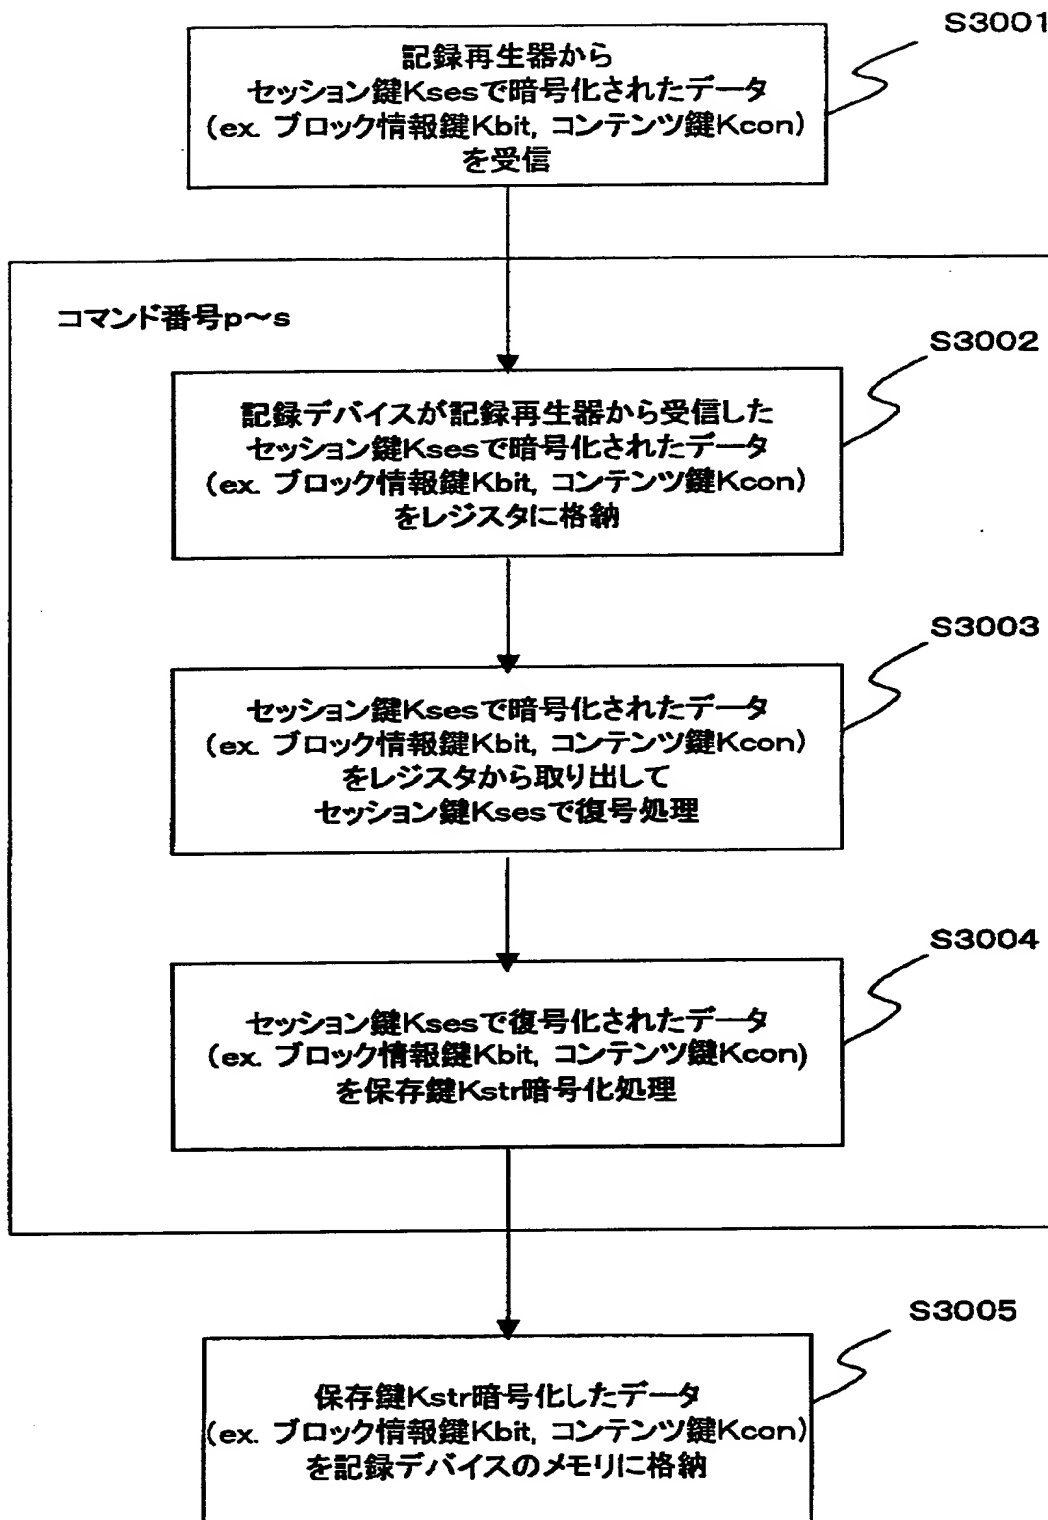 S3001
記録再生器から
セッション鍵Ksesで暗号化されたデータ
(ex. ブロック情報鍵Kbit, コンテンツ鍵Kcon)
を受信
コマンド番号p~s
S3002
記録デバイスが記録再生器から受信した
セッション鍵Ksesで暗号化されたデータ
(ex. ブロック情報鍵Kbit, コンテンツ鍵Kcon)
をレジスタに格納
S3003
セッション鍵Ksesで暗号化されたデータ
(ex. ブロック情報鍵Kbit, コンテンツ鍵Kcon)
をレジスタから取り出して
セッション鍵Ksesで復号処理
S3004
セッション鍵Ksesで復号化されたデータ
(ex. ブロック情報鍵Kbit, コンテンツ鍵Kcon)
を保存鍵Kstr暗号化処理
S3005
保存鍵Kstr暗号化したデータ
(ex. ブロック情報鍵Kbit, コンテンツ鍵Kcon)
を記録デバイスのメモリに格納